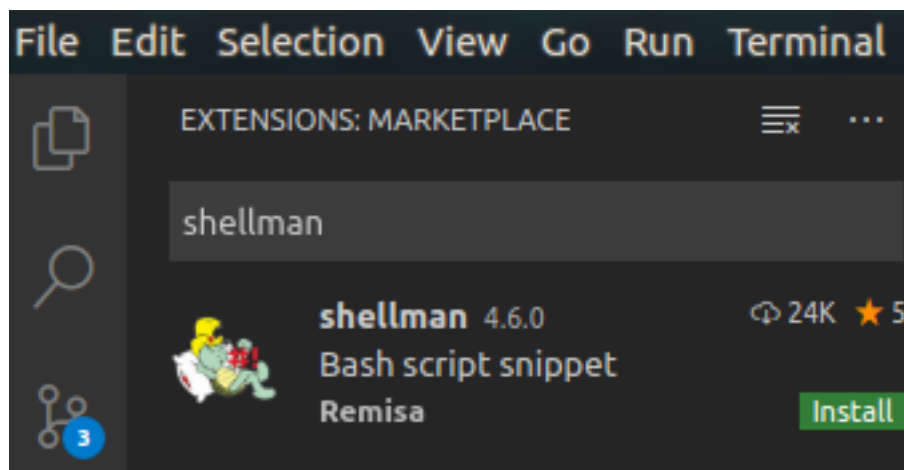 File Edit Selection View Go Run Terminal
EXTENSIONS: MARKETPLACE
shellman
shellman 4.6.0 24K 5
#!
Bash script snippet
Remisa Install
3